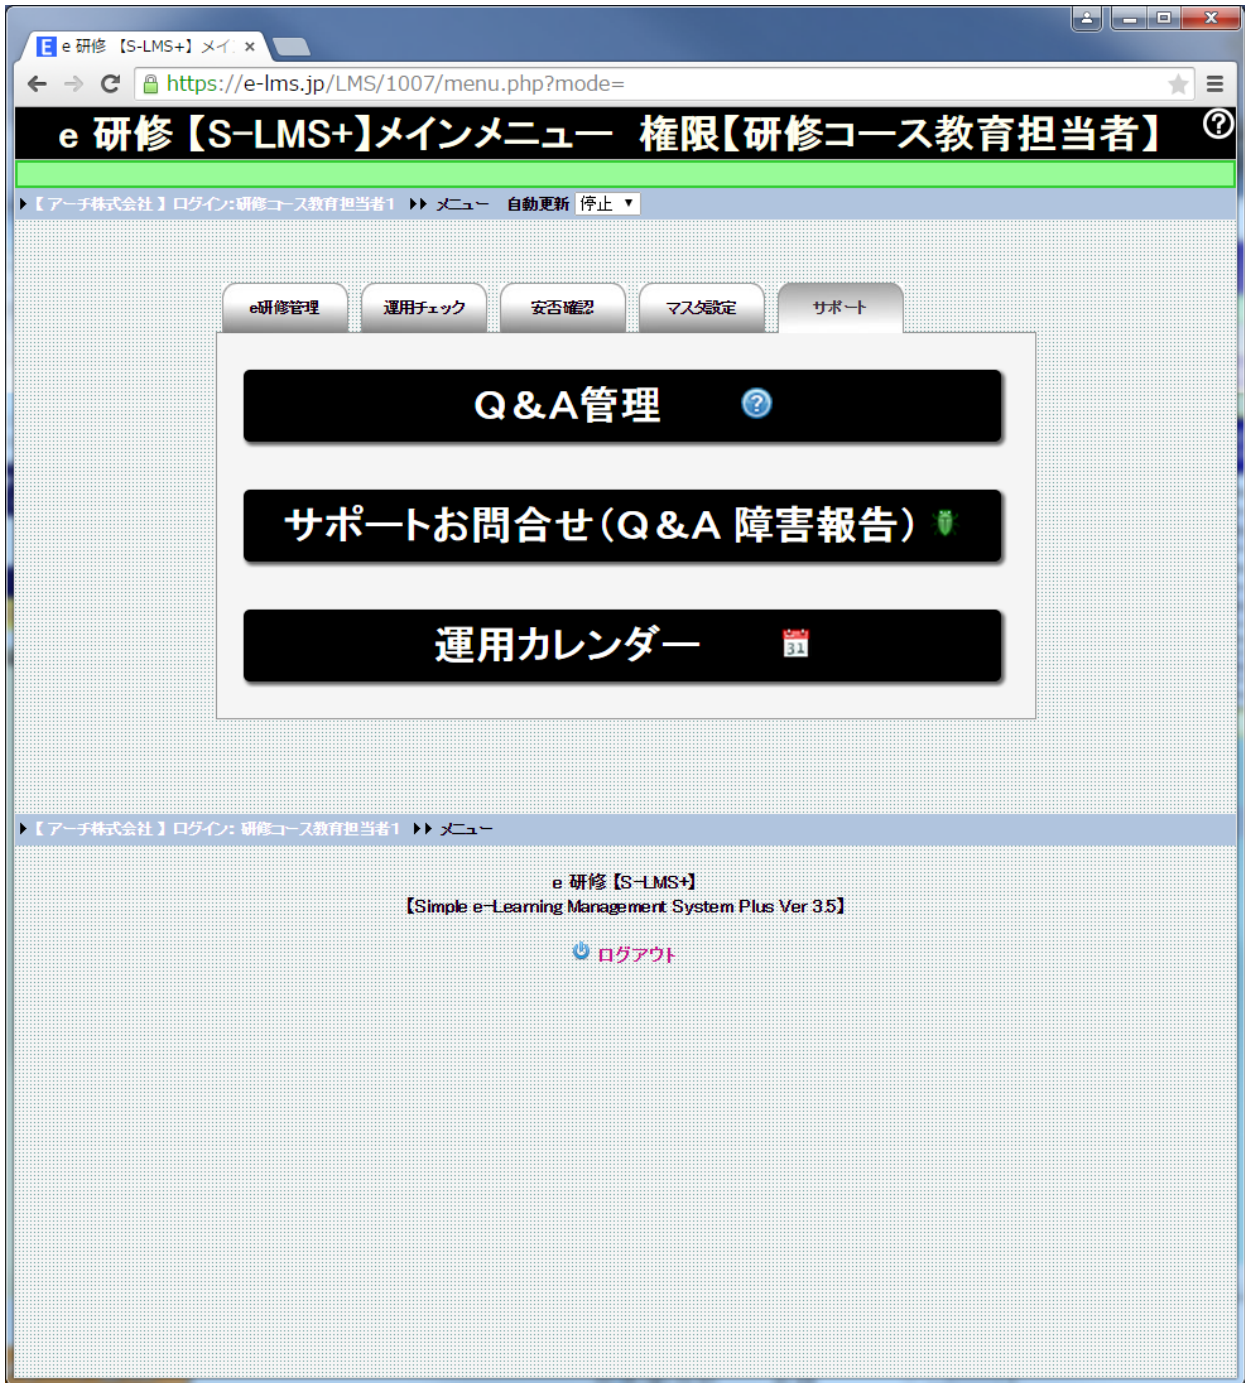 e 研修 【S-LMS+】メイン
https://e-lms.jp/LMS/1007/menu.php?mode=
e 研修【S-LMS+】メインメニュー 権限【研修コース教育担当者】
【 アーチ株式会社 】ログイン:研修コース教育担当者1 メニュー 自動更新 停止
e研修管理 運用チェック 安否確認 マスタ設定 サポート
Q&A管理
サポートお問合せ(Q&A 障害報告)
運用カレンダー
31
【 アーチ株式会社 】ログイン: 研修コース教育担当者1 メニュー
e 研修【S-LMS+】
【Simple e-Learning Management System Plus Ver 3.5】
ログアウト